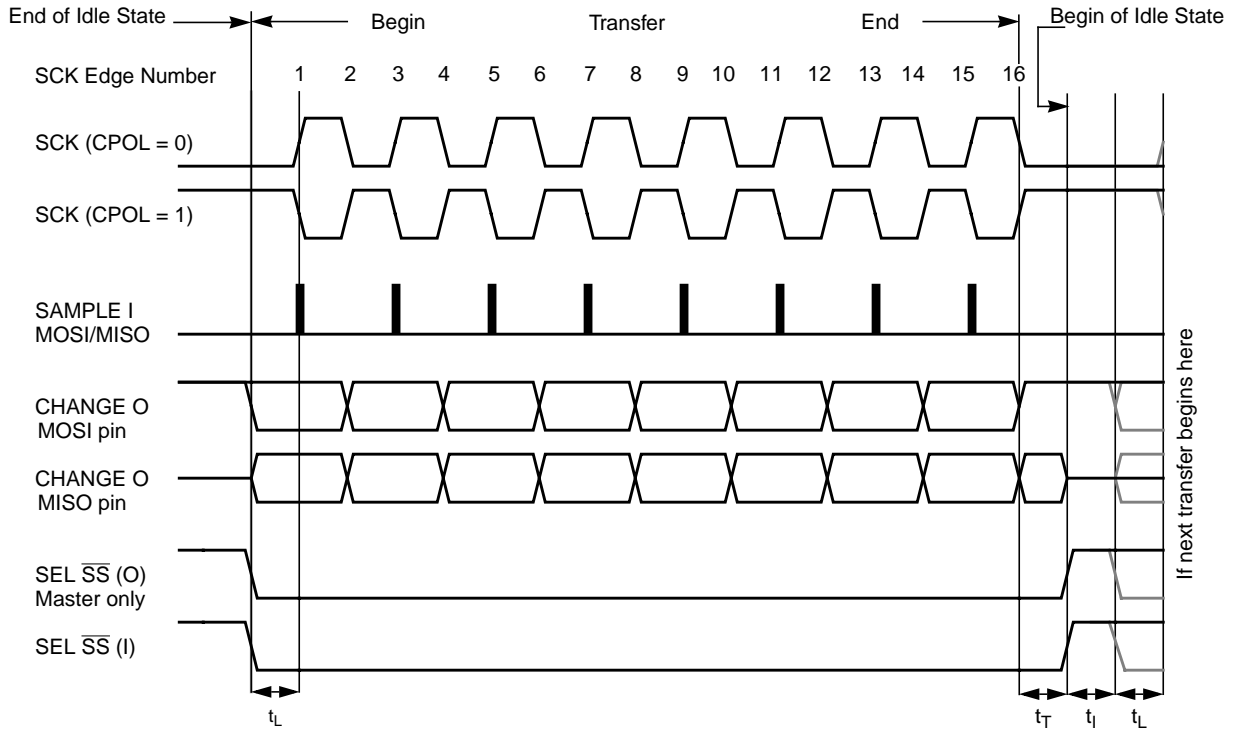 End of Idle State
Begin
Transfer
End
Begin of Idle State
SCK Edge Number
1 2 3 4 5 6 7 8 9 10 11 12 13 14 15 16
SCK (CPOL = 0)
SCK (CPOL = 1)
SAMPLE I
MOSI/MISO
CHANGE O
MOSI pin
CHANGE O
MISO pin
SEL S̅S̅ (O)
Master only
SEL S̅S̅ (I)
If next transfer begins here
tL
tT
tI
tL